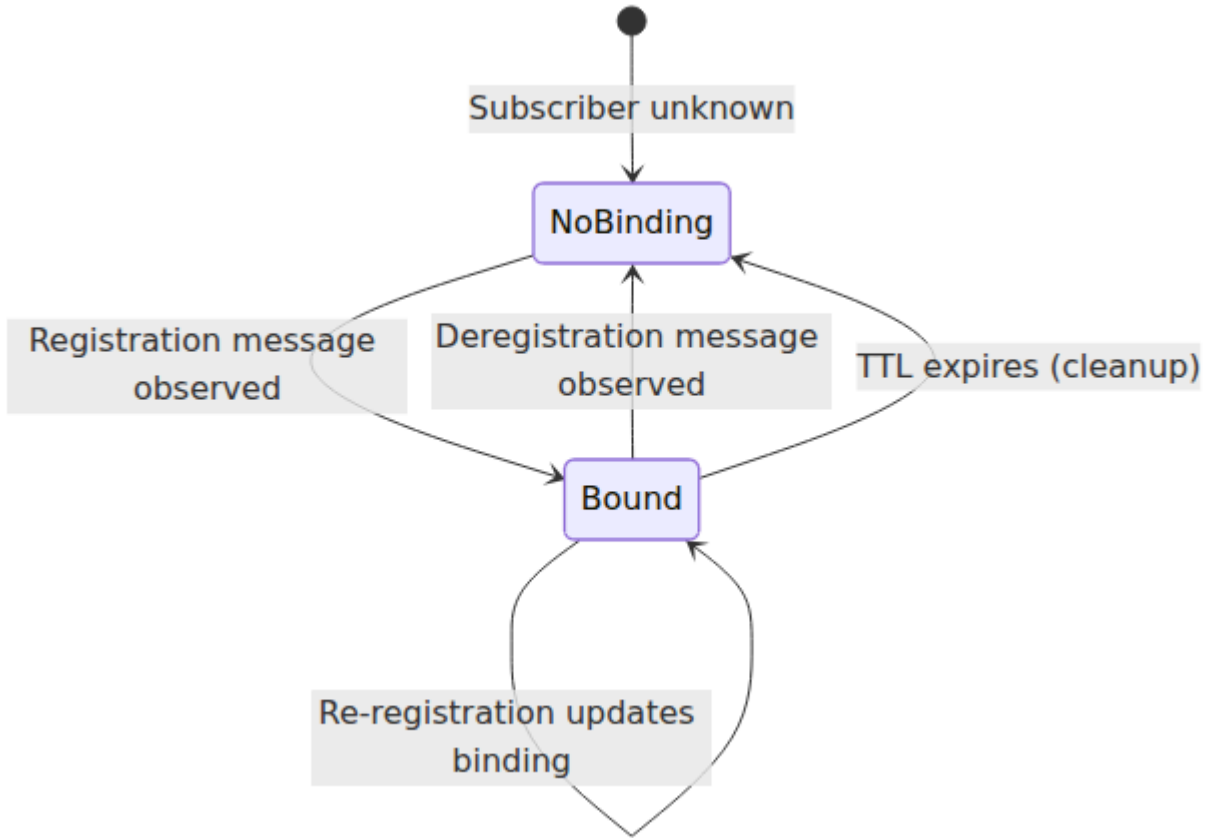 Subscriber unknown
NoBinding
Registration message
observed
Deregistration message
observed
TTL expires (cleanup)
Bound
Re-registration updates
binding